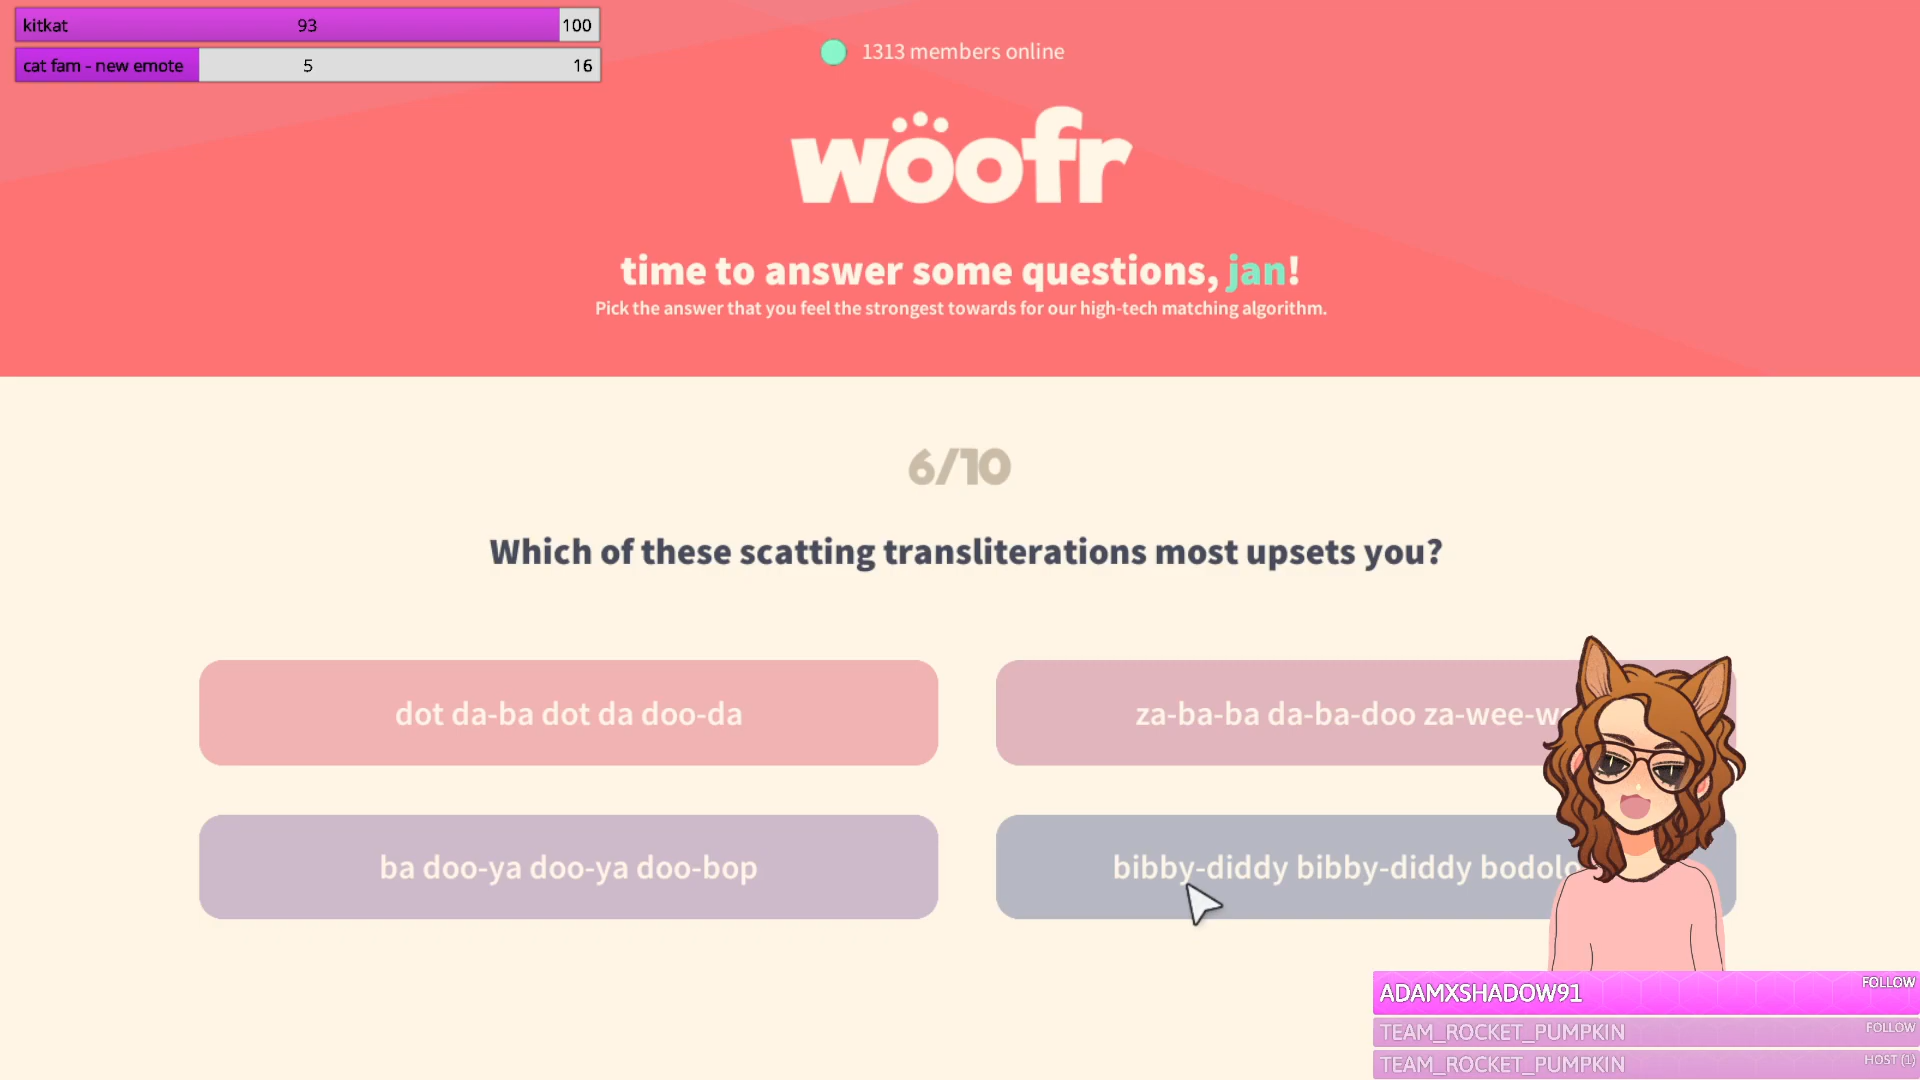 kitkat 93 100
cat fam - new emote 5 16
1313 members online
wöofr
time to answer some questions, jan!
Pick the answer that you feel the strongest towards for our high-tech matching algorithm.
6/10
Which of these scatting transliterations most upsets you?
dot da-ba dot da doo-da
za-ba-ba da-ba-doo
ba doo-ya doo-ya doo-bop
bibby-diddy bibby-diddy
ADAMXSHADOW91 FOLLOW
TEAM_ROCKET_PUMPKIN FOLLOW
TEAM_ROCKET_PUMPKIN HOST (1)